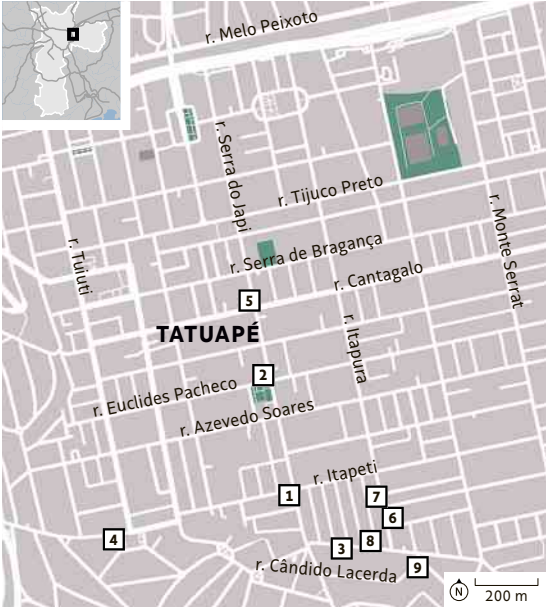 r. Melo Peixoto
r. Serra do Japi
r. Tijuco Preto
r. Monte Serrat
r. Tuiuti
r. Serra de Bragança
r. Cantagalo
5
TATUAPÉ
r. Itapura
2
r. Euclides Pacheco
r. Azevedo Soares
r. Itapeti
1
7
6
4
3
8
9
r. Cândido Lacerda
N
200 m